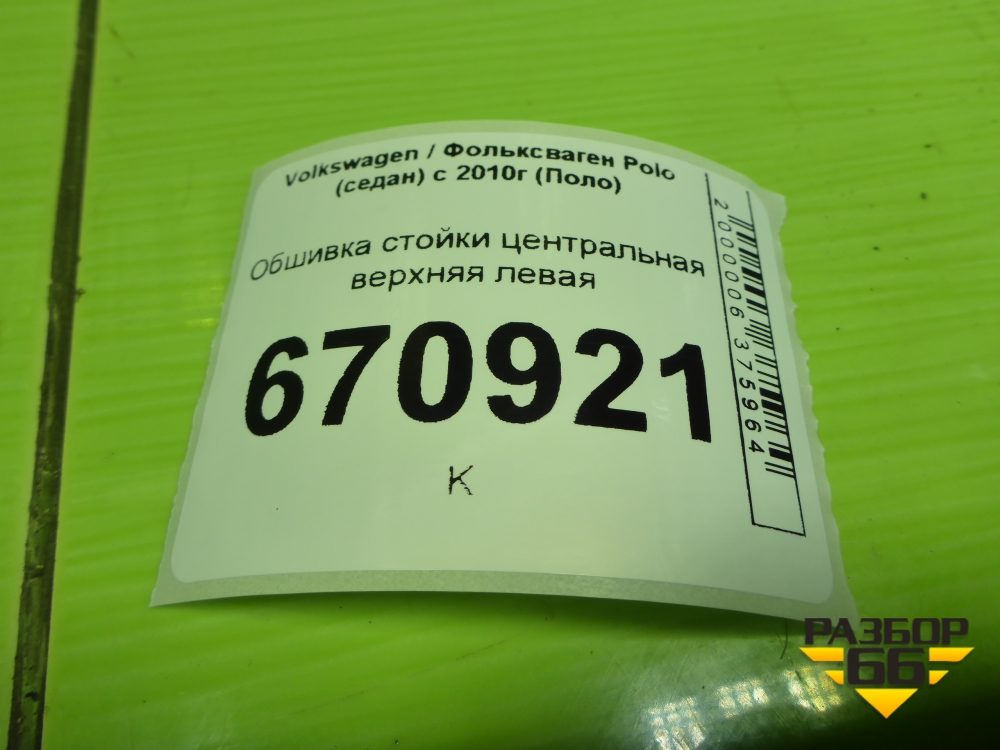 Volkswagen / Фольксваген Polo
(седан) с 2010г (Поло)
Обшивка стойки центральная
верхняя левая
670921
К
2000006375964
РАЗБОР
66